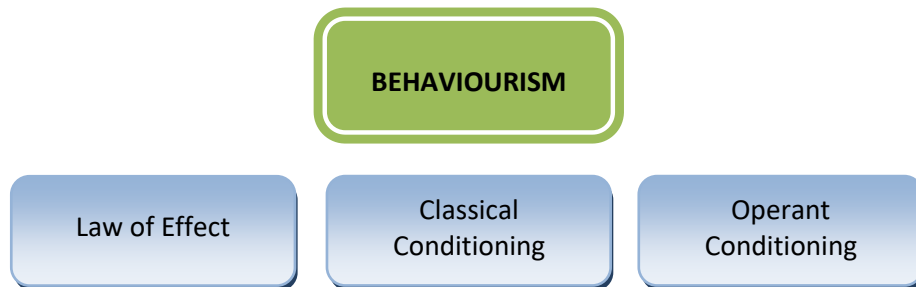 BEHAVIOURISM
Law of Effect
Classical
Conditioning
Operant
Conditioning